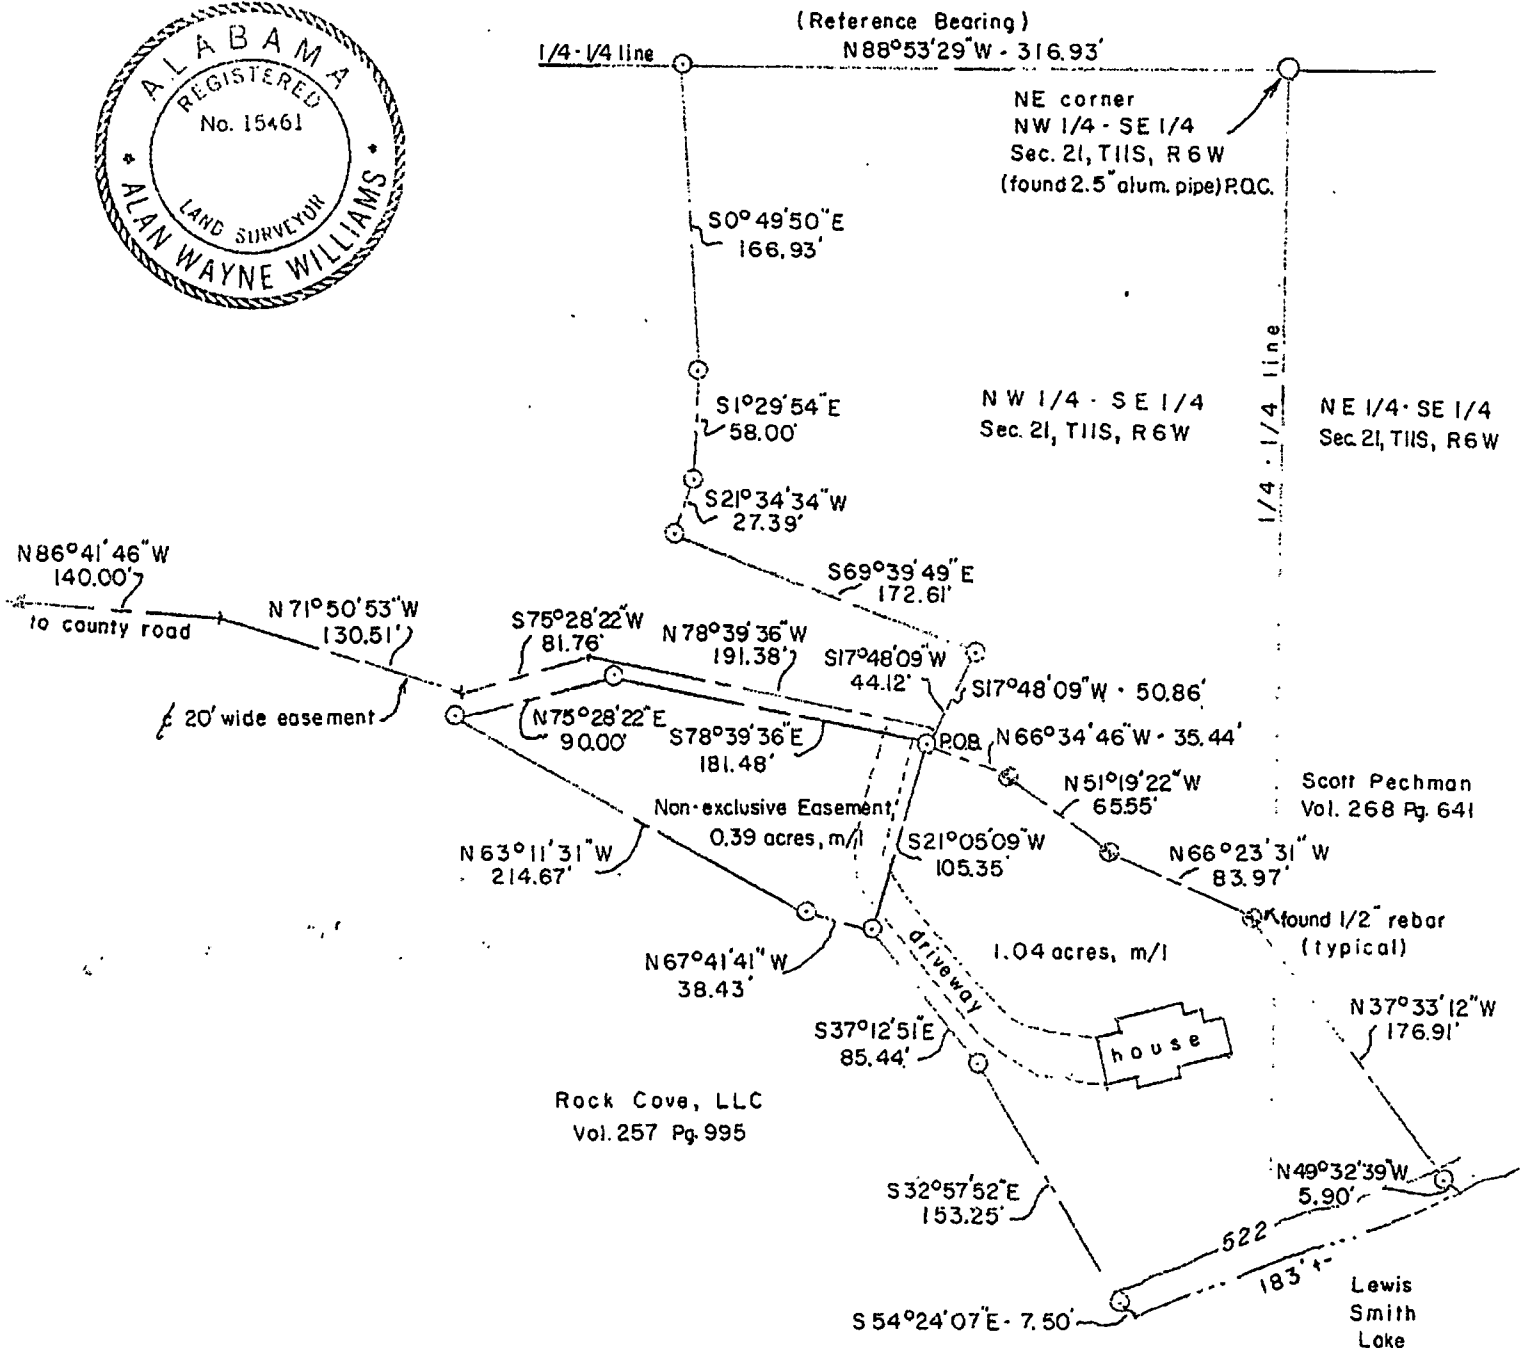 ALABAMA
REGISTERED
No. 15461
LAND SURVEYOR
* ALAN WAYNE WILLIAMS *
(Reference Bearing)
1/4-1/4 line
N88°53'29"W - 316.93'
NE corner
NW 1/4 - SE 1/4
Sec. 21, T11S, R6W
(found 2.5" alum. pipe) P.O.C.
S0°49'50"E
166.93'
S1°29'54"E
58.00'
NW 1/4 - SE 1/4
Sec. 21, T11S, R6W
1/4 - 1/4 line
NE 1/4 - SE 1/4
Sec. 21, T11S, R6W
S21°34'34"W
27.39'
N86°41'46"W
140.00'
to county road
N71°50'53"W
130.51'
S69°39'49"E
172.61'
S75°28'22"W
81.76'
N78°39'36"W
191.38'
S17°48'09"W
44.12'
S17°48'09"W - 50.86'
₵ 20' wide easement
N75°28'22"E
90.00'
S78°39'36"E
181.48'
P.O.B.
N66°34'46"W - 35.44'
N51°19'22"W
65.55'
Scott Pechman
Vol. 268 Pg. 641
Non-exclusive Easement
0.39 acres, m/l
S21°05'09"W
105.35'
N63°11'31"W
214.67'
N66°23'31"W
83.97'
found 1/2" rebar
(typical)
1.04 acres, m/l
driveway
N67°41'41"W
38.43'
S37°12'51"E
85.44'
house
N37°33'12"W
176.91'
Rock Cove, LLC
Vol. 257 Pg. 995
S32°57'52"E
153.25'
N49°32'39"W
5.90'
522
183' +-
S54°24'07"E - 7.50'
Lewis
Smith
Lake